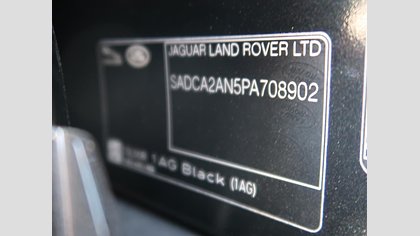 JAGUAR LAND ROVER LTD
SADCA2AN5PA708902
1AG Black (1AG)